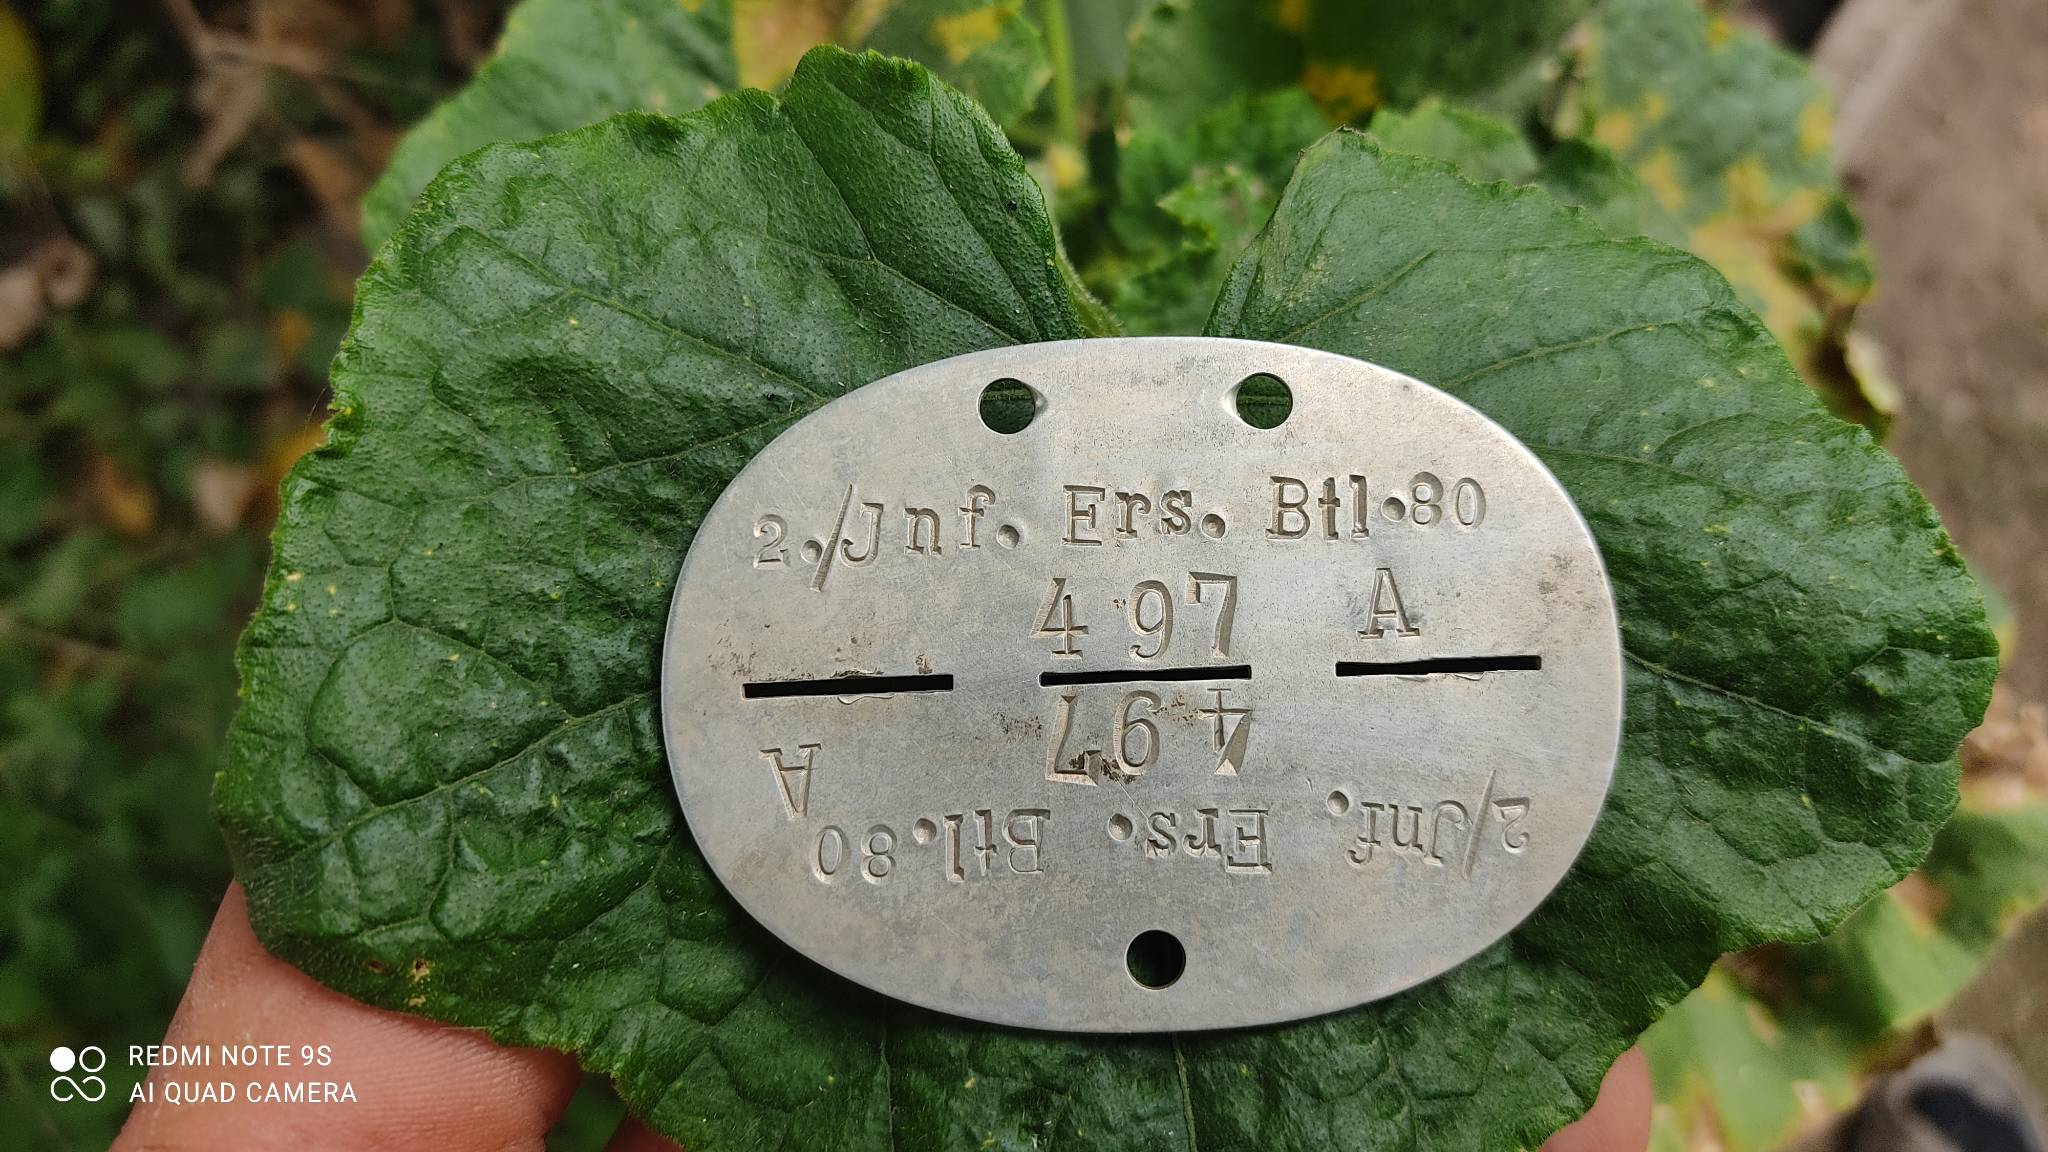 2./Jnf. Ers. Btl.80
497 A
497 A
2/Jnf. Ers. Btl.80
REDMI NOTE 9S
AI QUAD CAMERA